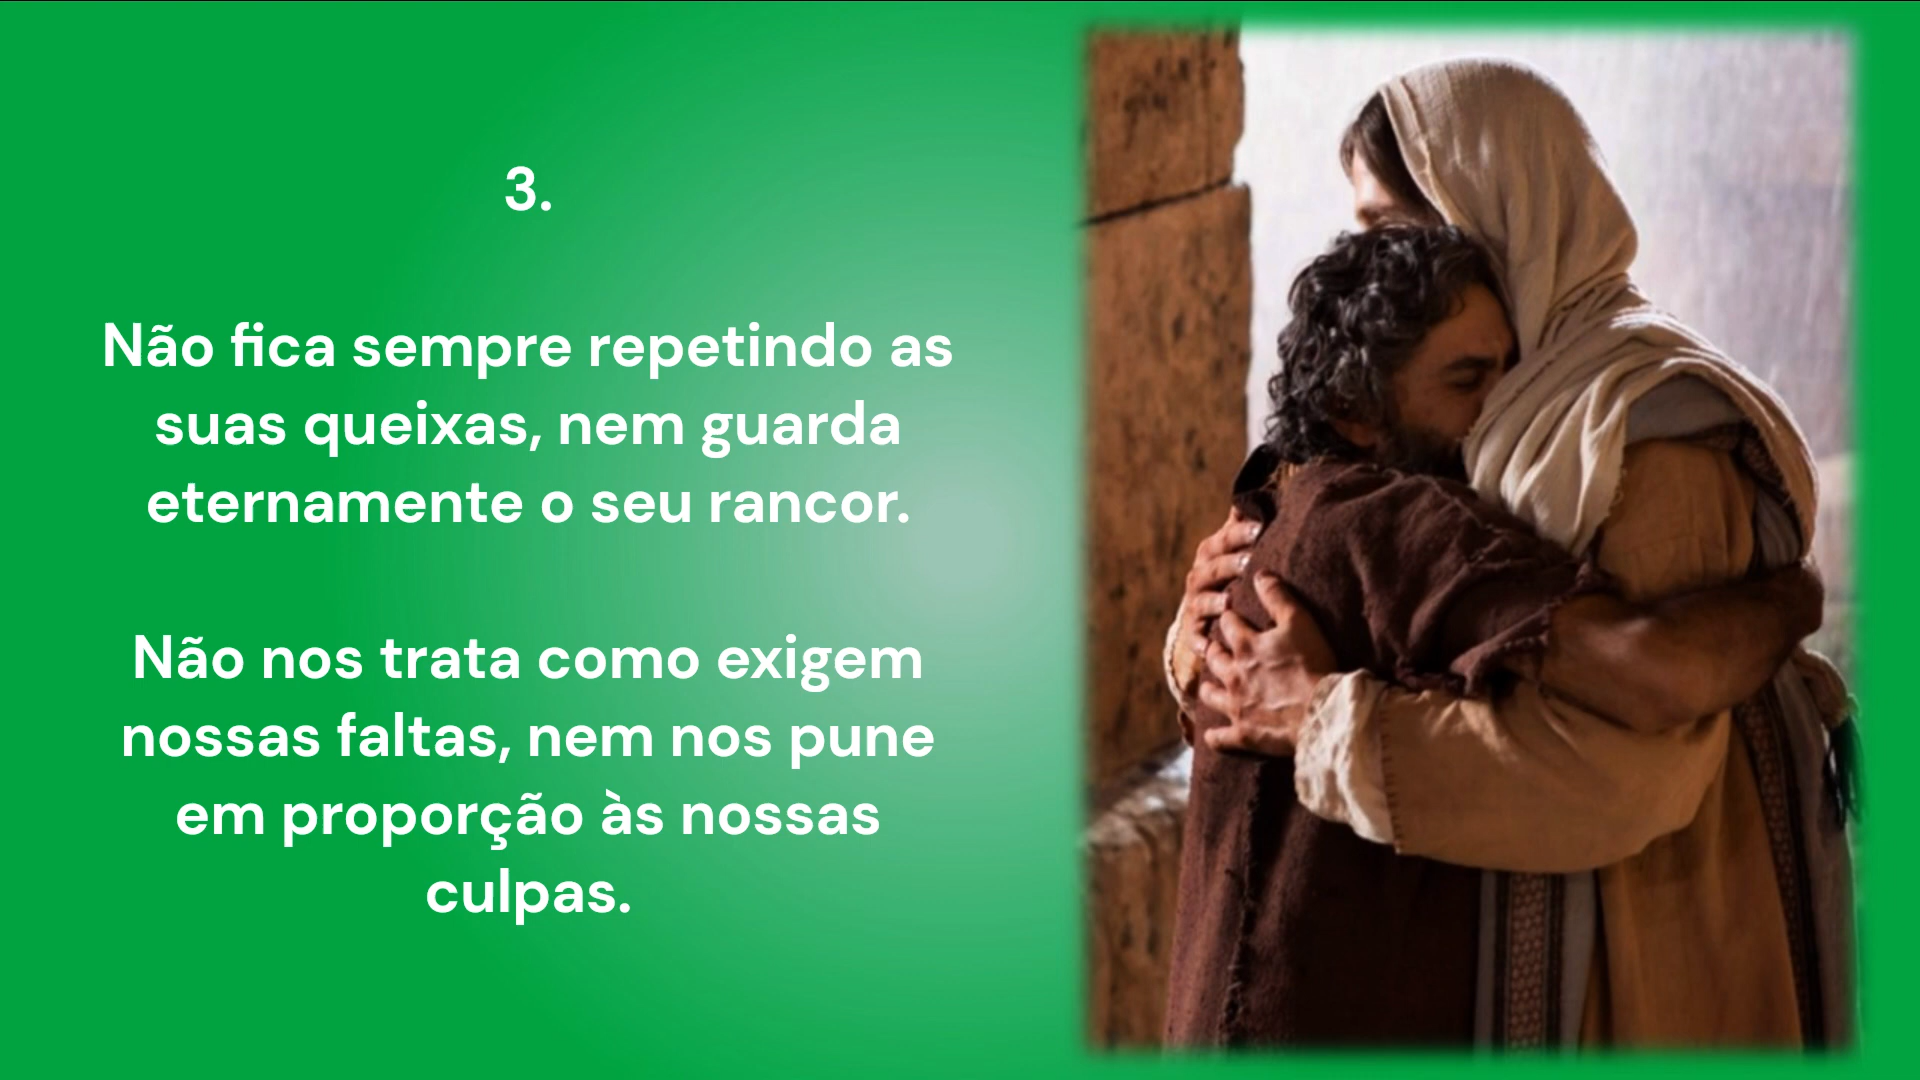 3.
Não fica sempre repetindo as
suas queixas, nem guarda
eternamente o seu rancor.
Não nos trata como exigem
nossas faltas, nem nos pune
em proporção às nossas
culpas.